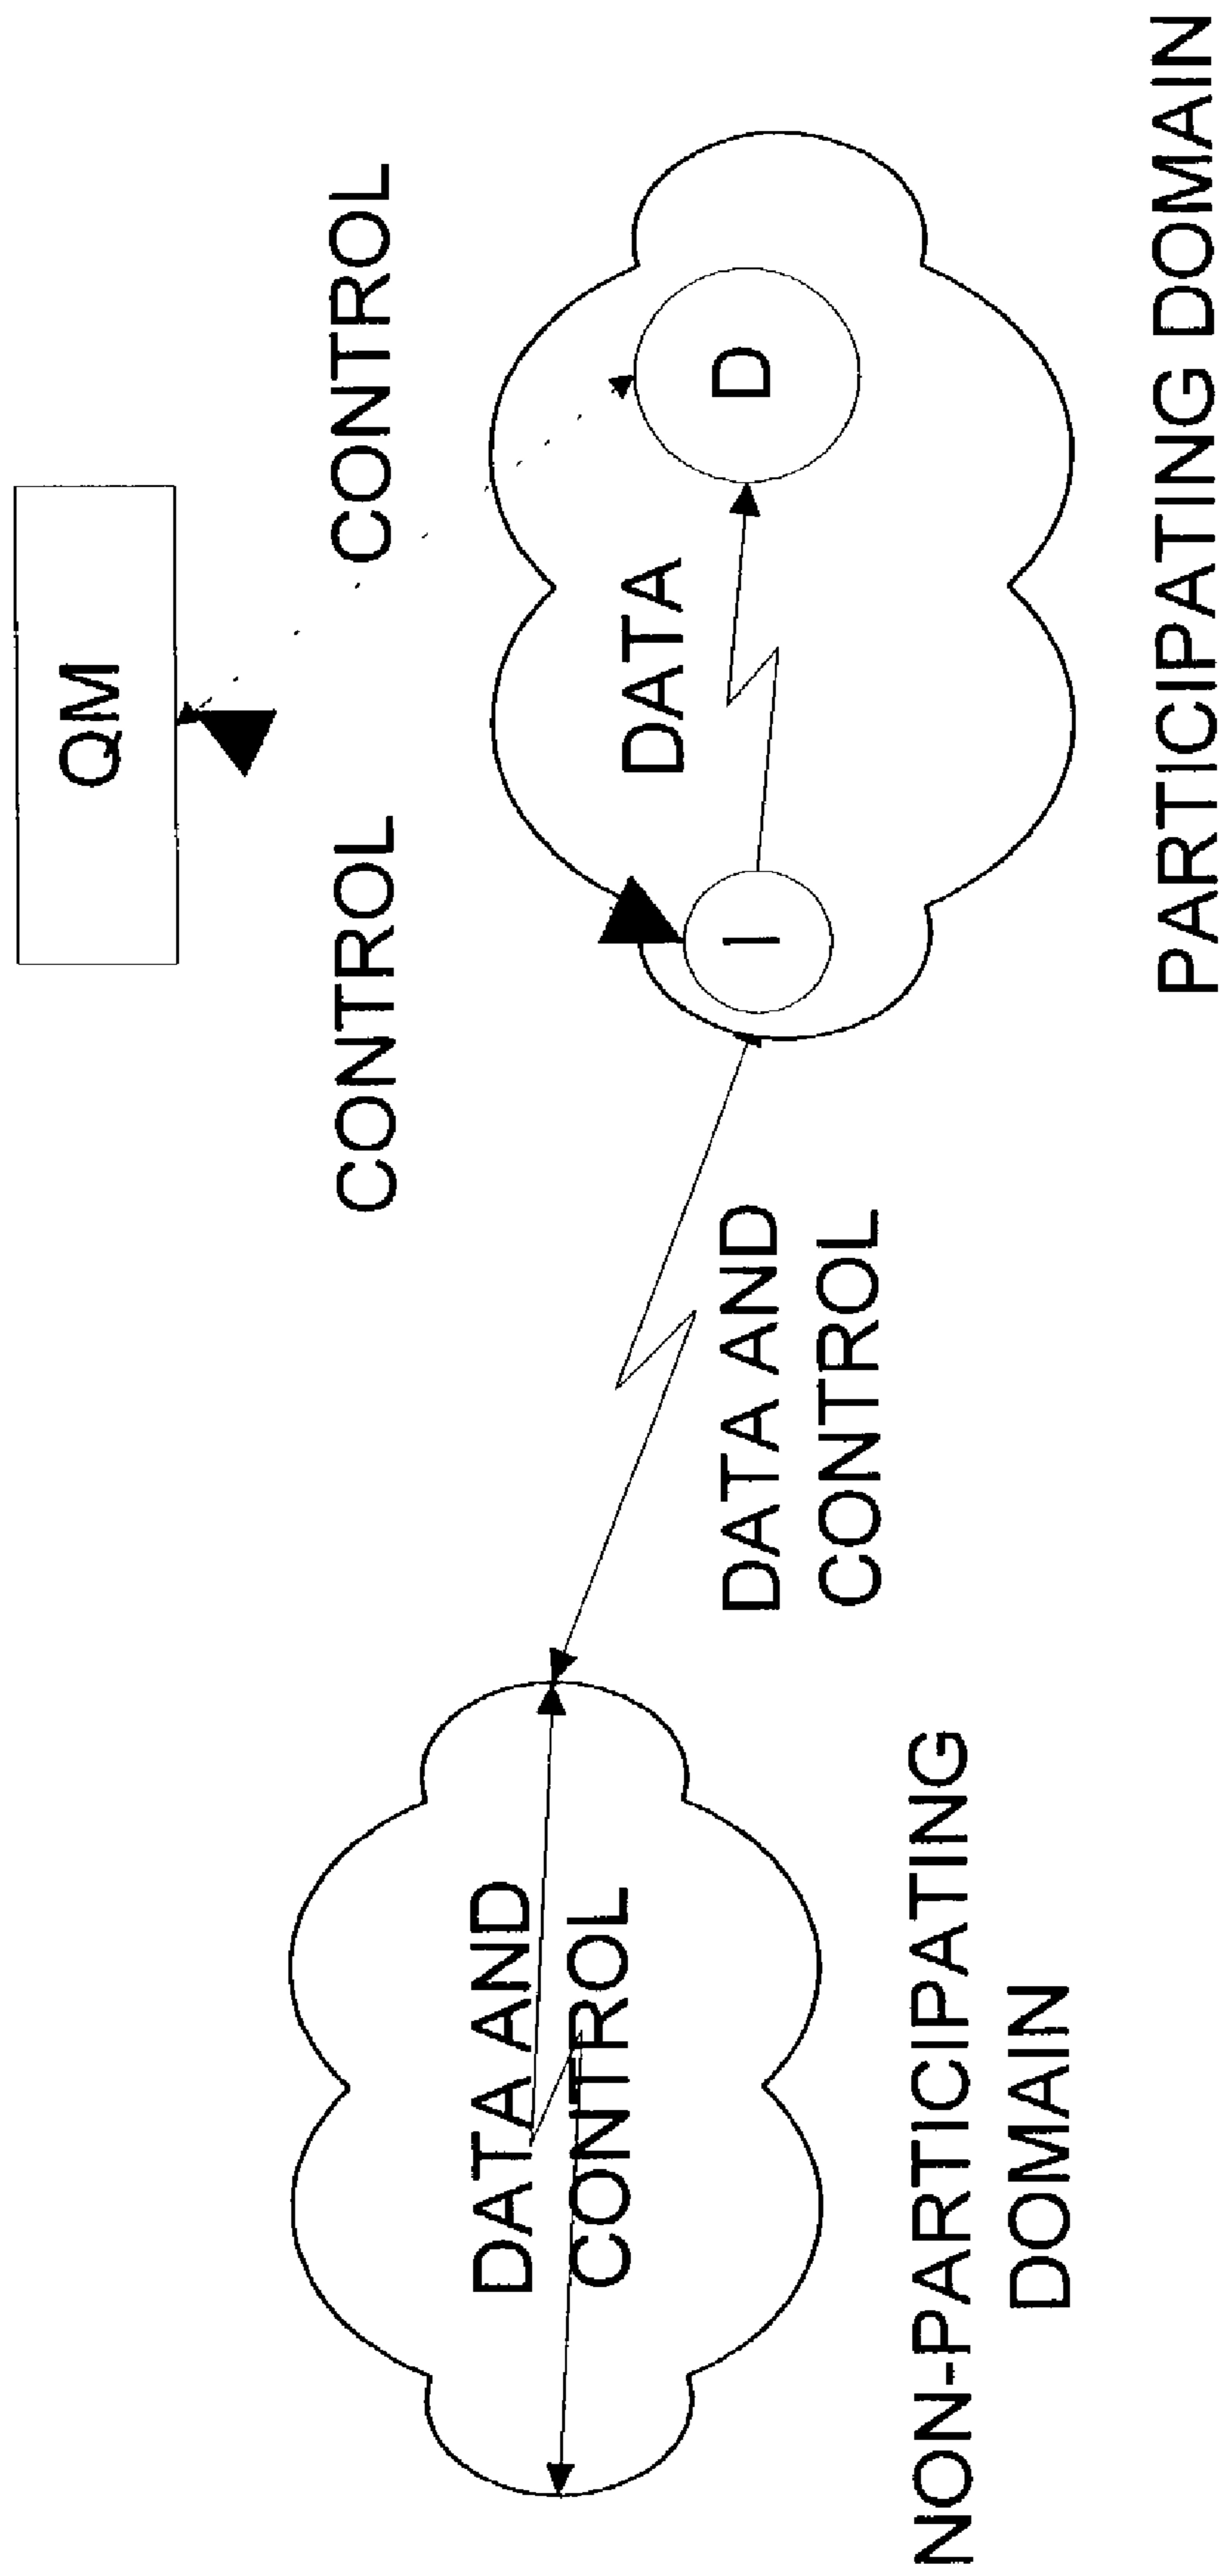 QM
CONTROL
CONTROL
DATA AND
CONTROL
DATA AND
CONTROL
DATA
I
D
NON-PARTICIPATING
DOMAIN
PARTICIPATING DOMAIN